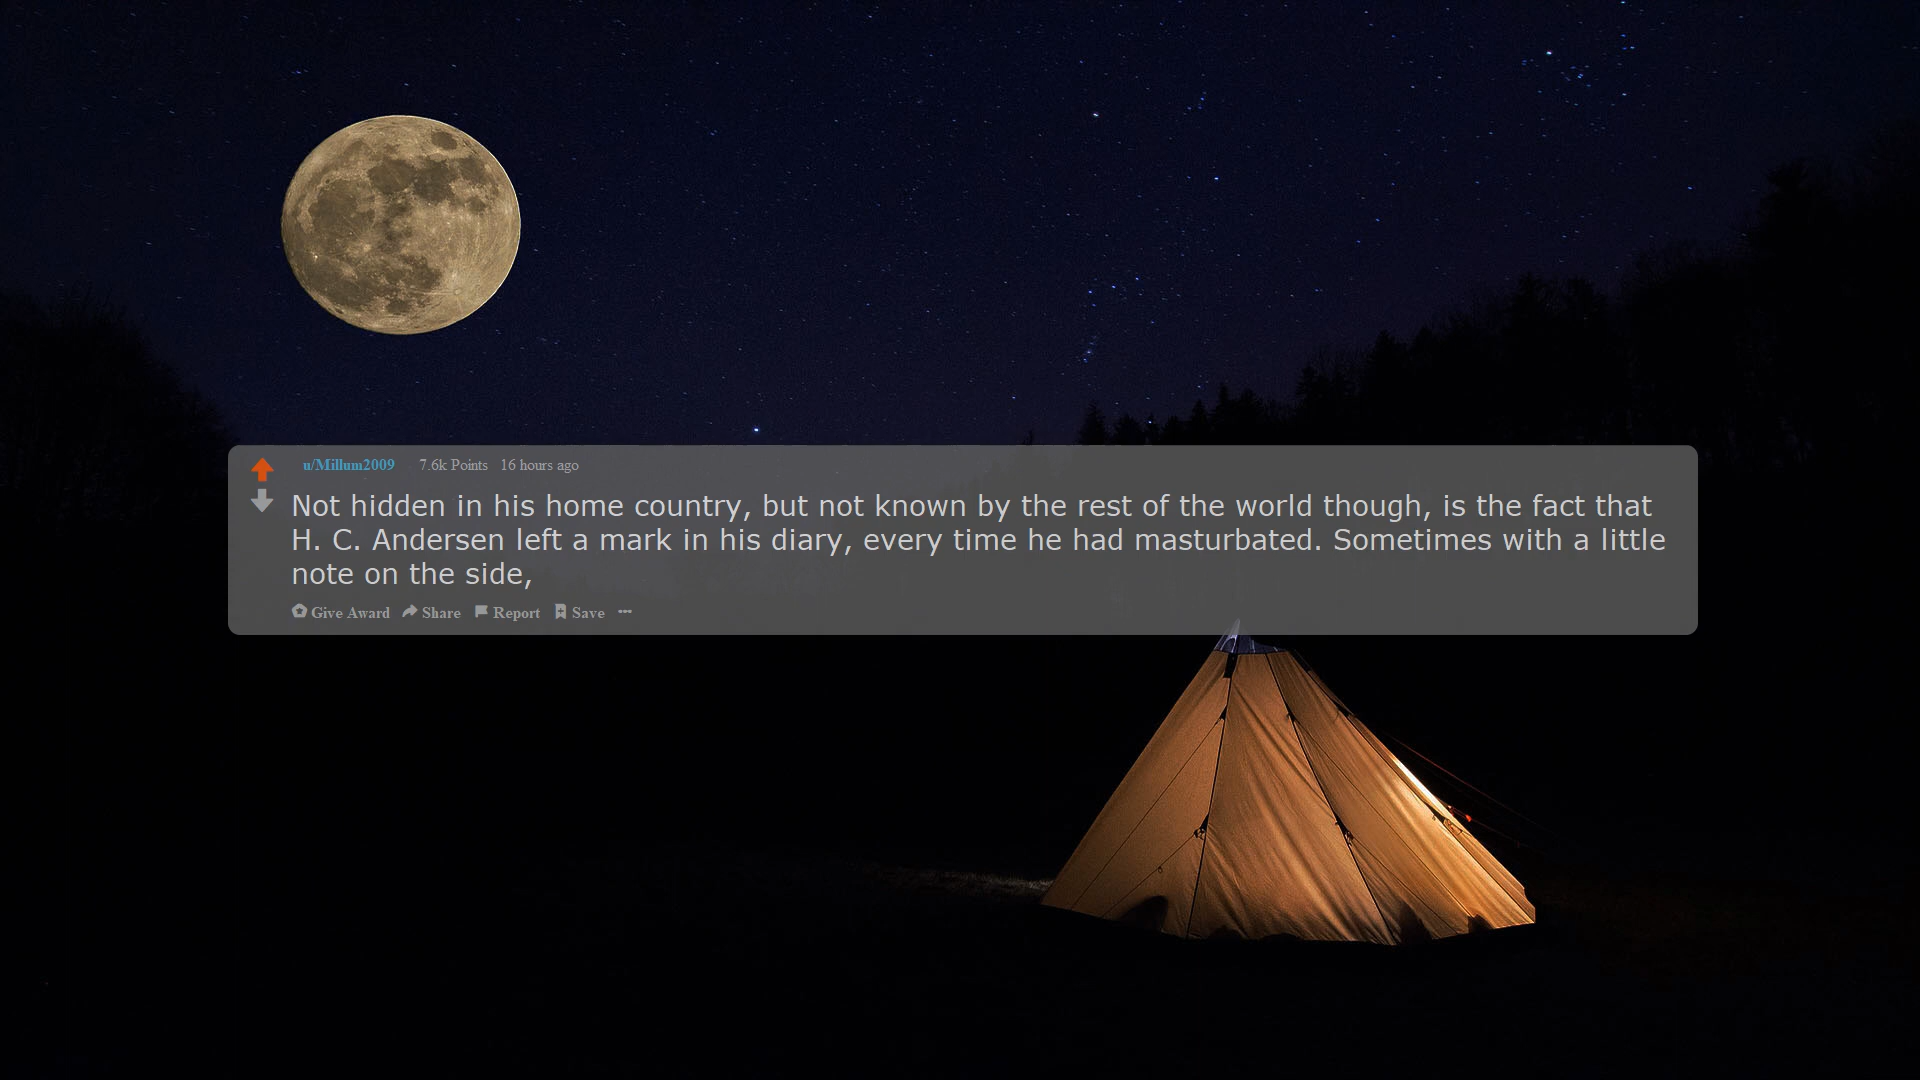 u/Millum2009 7.6k Points 16 hours ago
Not hidden in his home country, but not known by the rest of the world though, is the fact that
H. C. Andersen left a mark in his diary, every time he had masturbated. Sometimes with a little
note on the side,
Give Award Share Report Save